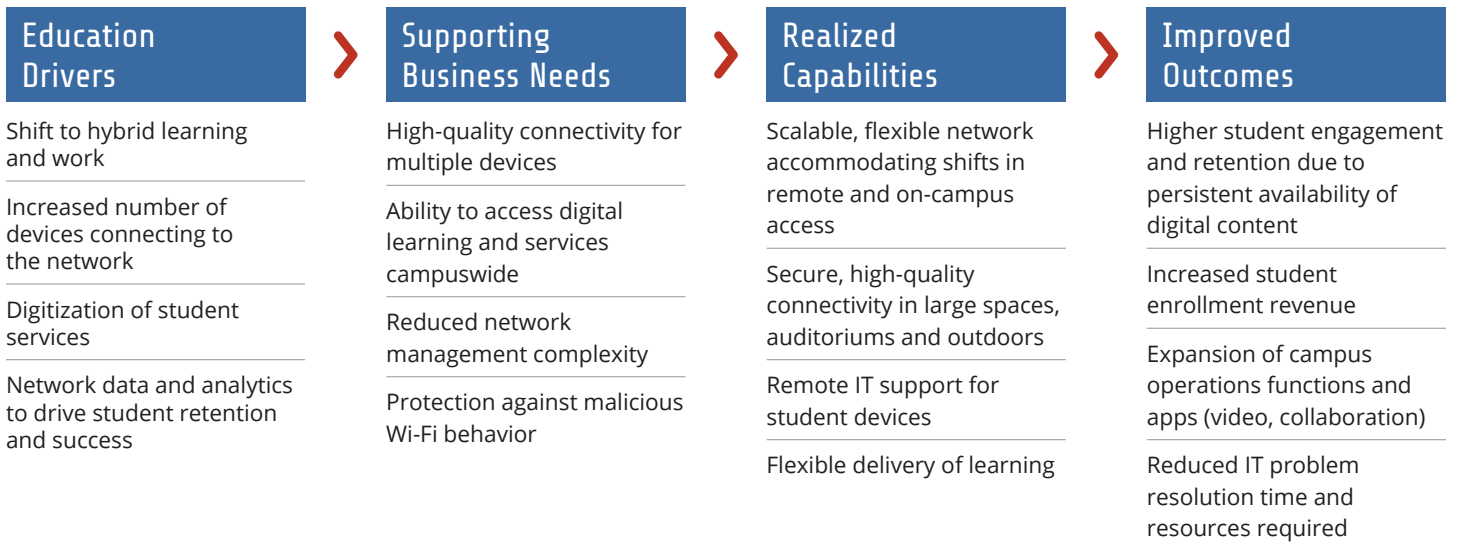 Education
Drivers
Shift to hybrid learning
and work
Increased number of
devices connecting to
the network
Digitization of student
services
Network data and analytics
to drive student retention
and success
Supporting
Business Needs
High-quality connectivity for
multiple devices
Ability to access digital
learning and services
campuswide
Reduced network
management complexity
Protection against malicious
Wi-Fi behavior
Realized
Capabilities
Scalable, flexible network
accommodating shifts in
remote and on-campus
access
Secure, high-quality
connectivity in large spaces,
auditoriums and outdoors
Remote IT support for
student devices
Flexible delivery of learning
Improved
Outcomes
Higher student engagement
and retention due to
persistent availability of
digital content
Increased student
enrollment revenue
Expansion of campus
operations functions and
apps (video, collaboration)
Reduced IT problem
resolution time and
resources required